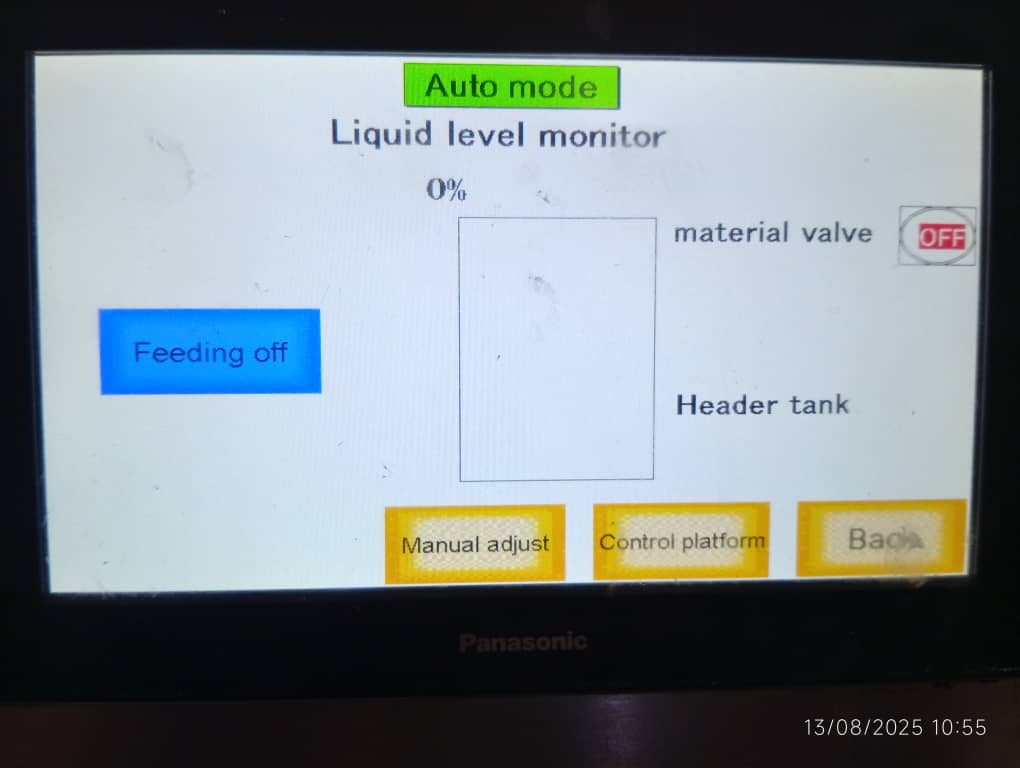 Auto mode
Liquid level monitor
0%
material valve
OFF
Feeding off
Header tank
Manual adjust
Control platform
Back
Panasonic
13/08/2025 10:55